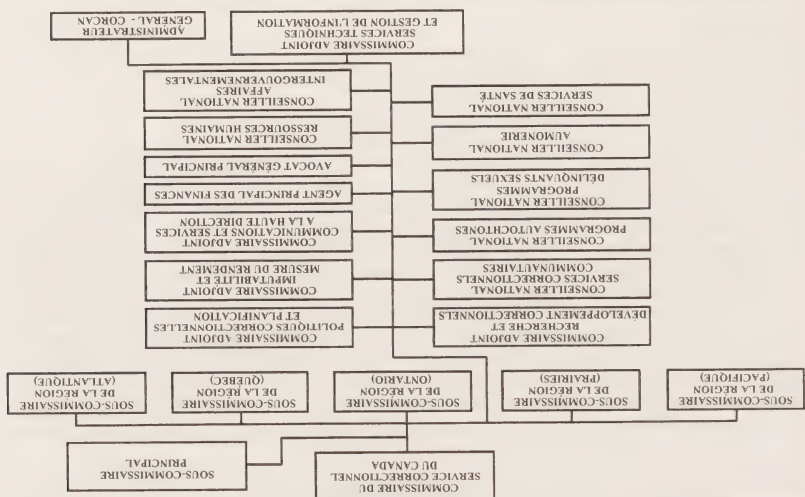 COMMISSAIRE DU
SERVICE CORRECTIONNEL
DU CANADA
SOUS-COMMISSAIRE
PRINCIPAL
SOUS-COMMISSAIRE
DE LA RÉGION
(PACIFIQUE)
SOUS-COMMISSAIRE
DE LA RÉGION
(PRAIRIES)
SOUS-COMMISSAIRE
DE LA RÉGION
(ONTARIO)
SOUS-COMMISSAIRE
DE LA RÉGION
(QUÉBEC)
SOUS-COMMISSAIRE
DE LA RÉGION
(ATLANTIQUE)
COMMISSAIRE ADJOINT
RECHERCHE ET
DÉVELOPPEMENT CORRECTIONNELS
COMMISSAIRE ADJOINT
POLITIQUES CORRECTIONNELLES
ET PLANIFICATION
CONSEILLER NATIONAL
SERVICES CORRECTIONNELS
COMMUNAUTAIRES
COMMISSAIRE ADJOINT
IMPUTABILITE ET
MESURE DU RENDEMENT
CONSEILLER NATIONAL
PROGRAMMES AUTOCHTONES
COMMISSAIRE ADJOINT
COMMUNICATIONS ET SERVICES
A LA HAUTE DIRECTION
CONSEILLER NATIONAL
PROGRAMMES
DÉLINQUANTS SEXUELS
AGENT PRINCIPAL DES FINANCES
AVOCAT GÉNÉRAL PRINCIPAL
CONSEILLER NATIONAL
AUMONERIE
CONSEILLER NATIONAL
RESSOURCES HUMAINES
CONSEILLER NATIONAL
SERVICES DE SANTÉ
CONSEILLER NATIONAL
AFFAIRES
INTERGOUVERNEMENTALES
COMMISSAIRE ADJOINT
SERVICES TECHNIQUES
ET GESTION DE L'INFORMATION
ADMINISTRATEUR
GENERAL - CORCAN